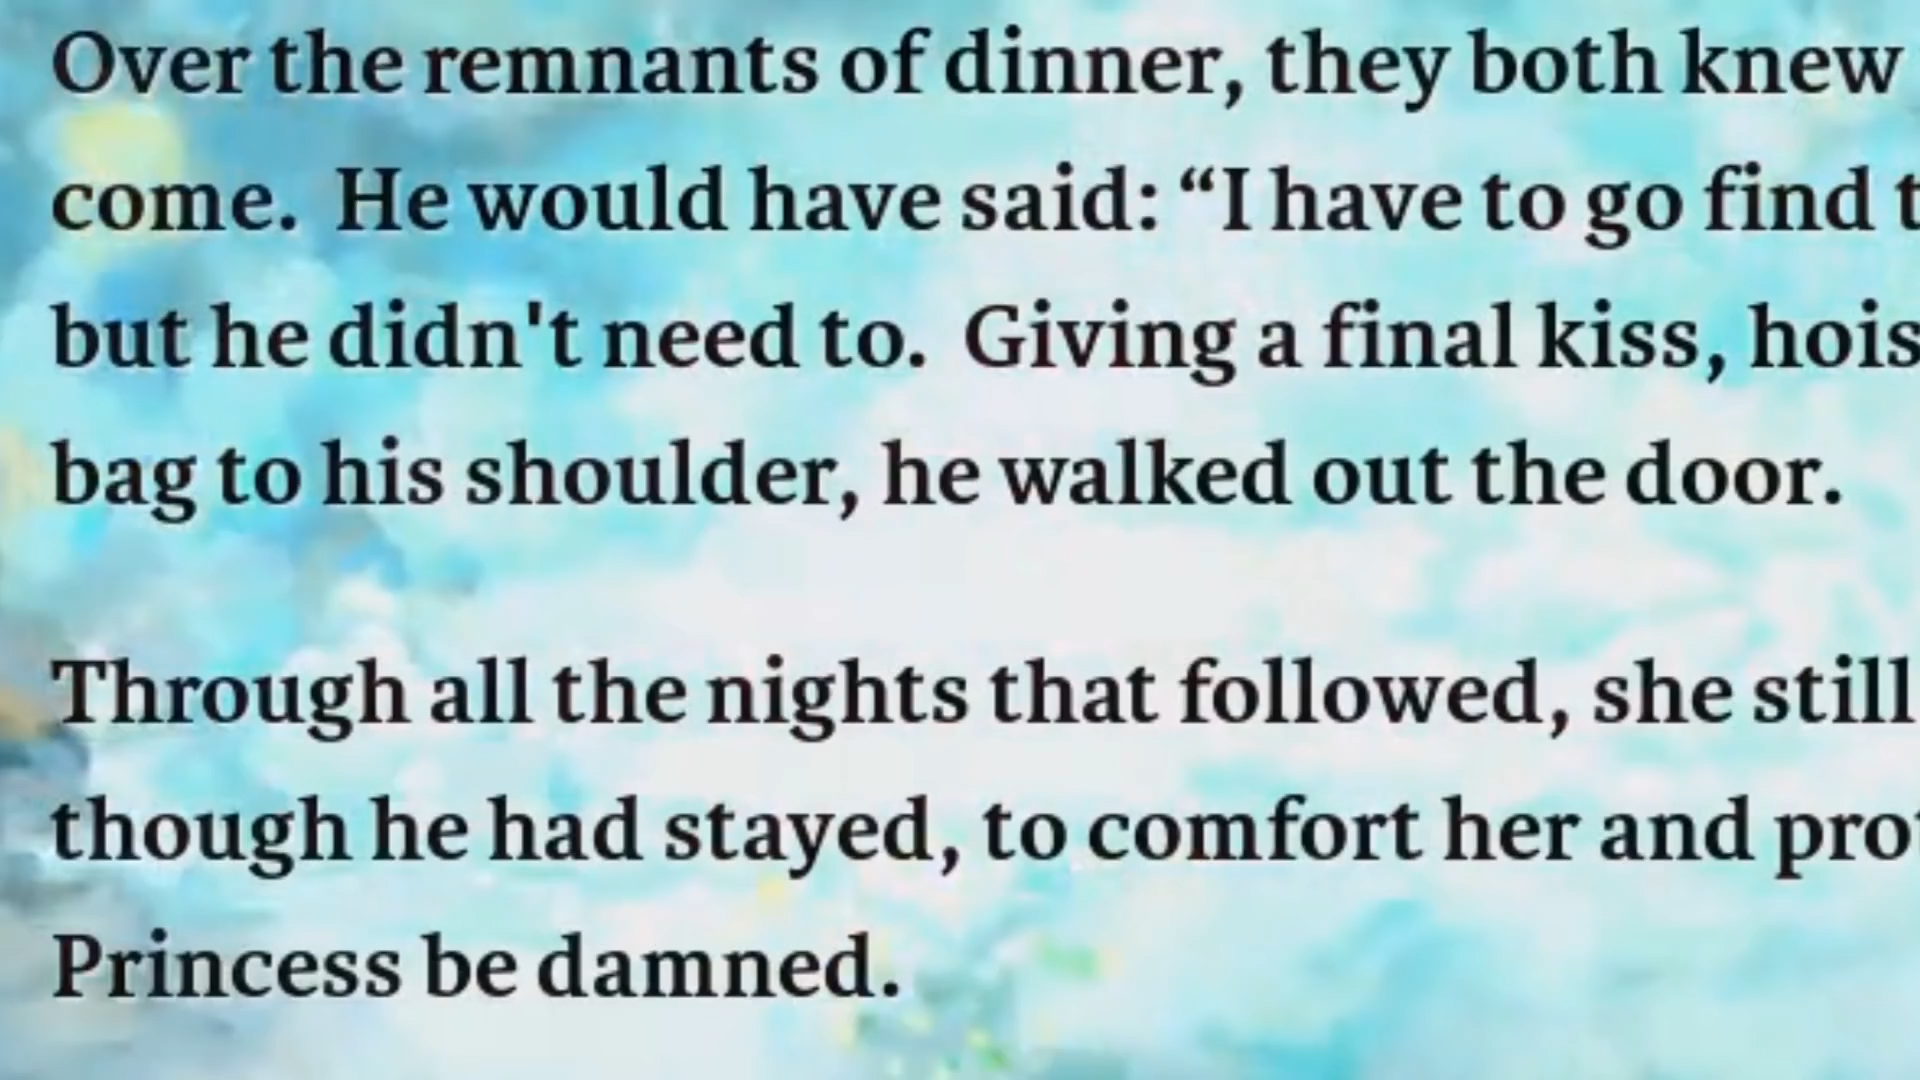 Over the remnants of dinner, they both knew
come.  He would have said: “I have to go find
but he didn't need to.  Giving a final kiss,
bag to his shoulder, he walked out the door.
Through all the nights that followed, she still
though he had stayed, to comfort her and
Princess be damned.